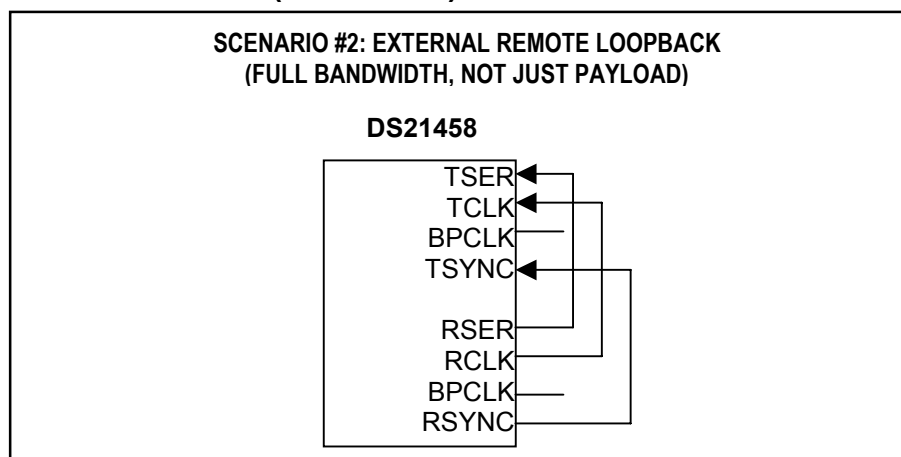 SCENARIO #2: EXTERNAL REMOTE LOOPBACK
(FULL BANDWIDTH, NOT JUST PAYLOAD)
DS21458
TSER
TCLK
BPCLK
TSYNC
RSER
RCLK
BPCLK
RSYNC